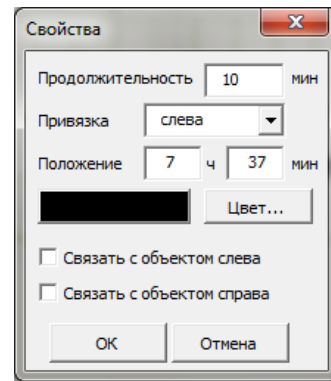 Свойства
Продолжительность 10 мин
Привязка слева
Положение 7 ч 37 мин
Цвет...
Связать с объектом слева
Связать с объектом справа
ОК Отмена